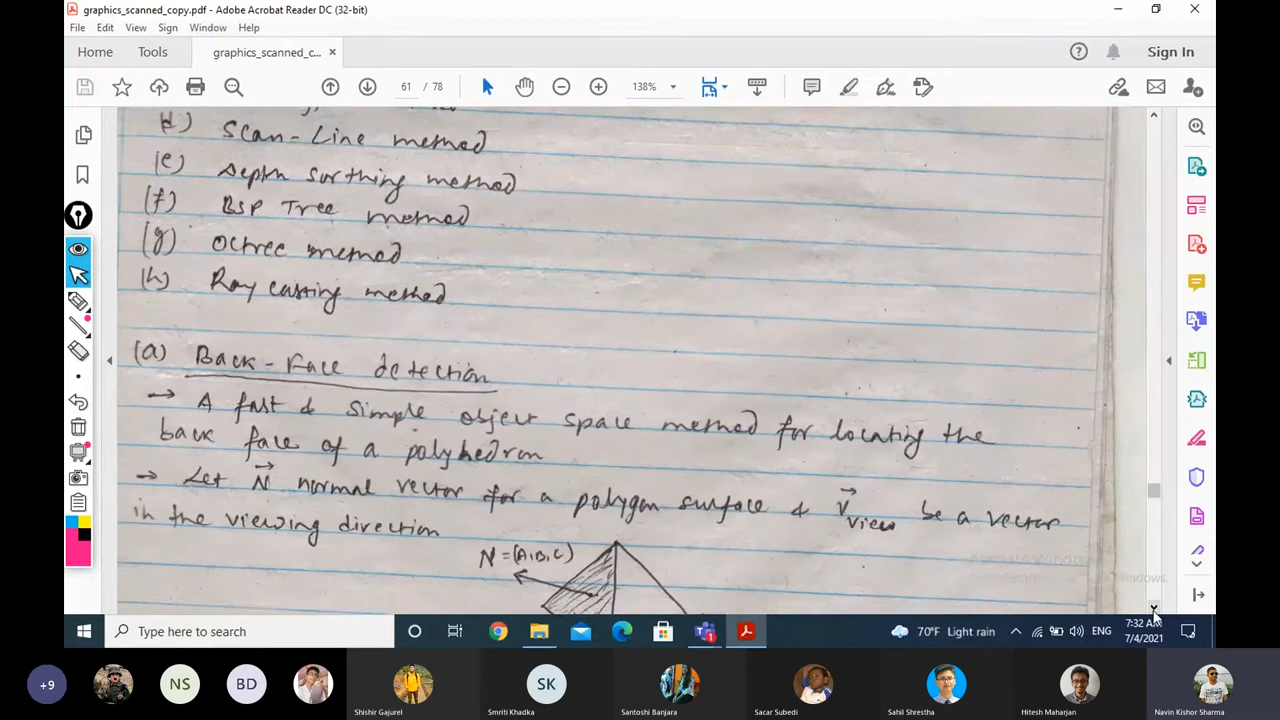 graphics_scanned_copy.pdf - Adobe Acrobat Reader DC (32-bit)
File Edit View Sign Window Help
Home Tools graphics_scanned_c... × Sign In
61 / 78 138%
(d) Scan-Line method
(e) Depth sorthing method
(f) BSP Tree method
(g) Octree method
(h) Ray casting method
(a) Back-Face detection
→ A fast & simple object space method for locating the
back face of a polyhedron
→ Let N normal vector for a polygon surface & V view be a vector
in the viewing direction
N = (A,B,C)
Type here to search
70°F Light rain ENG 7:32 AM
7/4/2021
+9 NS BD SK
Shishir Gajurel Smriti Khadka Santoshi Banjara Sacar Subedi Sahil Shrestha Hitesh Maharjan Navin Kishor Sharma